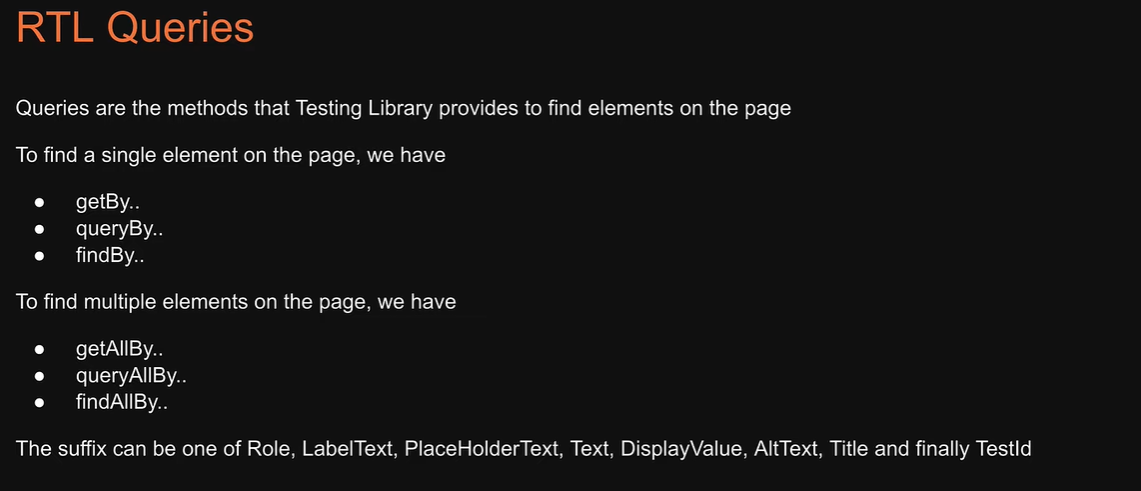 RTL Queries
Queries are the methods that Testing Library provides to find elements on the page
To find a single element on the page, we have
● getBy..
● queryBy..
● findBy..
To find multiple elements on the page, we have
● getAllBy..
● queryAllBy..
● findAllBy..
The suffix can be one of Role, LabelText, PlaceHolderText, Text, DisplayValue, AltText, Title and finally TestId